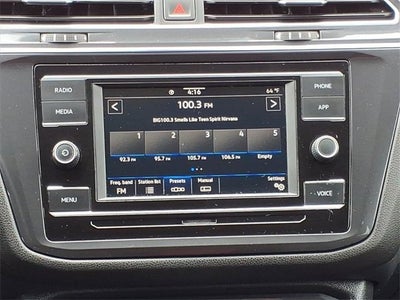 4:16 64°F
RADIO PHONE
100.3 FM
MEDIA APP
BIG100.3 Smells Like Teen Spirit Nirvana
1 2 3 4 5
92.3 FM 95.7 FM 105.7 FM 106.5 FM Empty
Freq. band Station list Presets Manual Settings
FM
MENU VOICE